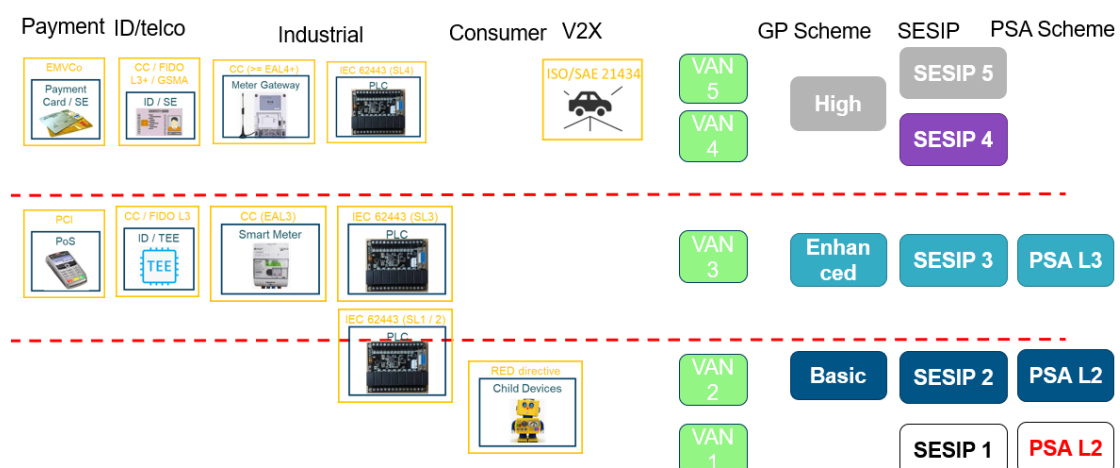 Payment ID/telco Industrial Consumer V2X GP Scheme SESIP PSA Scheme
EMVCo
Payment
Card / SE
CC / FIDO
L3+ / GSMA
ID / SE
CC (>= EAL4+)
Meter Gateway
IEC 62443 (SL4)
PLC
ISO/SAE 21434
VAN
5
VAN
4
High
SESIP 5
SESIP 4
PCI
PoS
CC / FIDO L3
ID / TEE
TEE
CC (EAL3)
Smart Meter
IEC 62443 (SL3)
PLC
VAN
3
Enhan
ced
SESIP 3
PSA L3
IEC 62443 (SL1 / 2)
PLC
RED directive
Child Devices
VAN
2
Basic
SESIP 2
PSA L2
VAN
1
SESIP 1
PSA L2